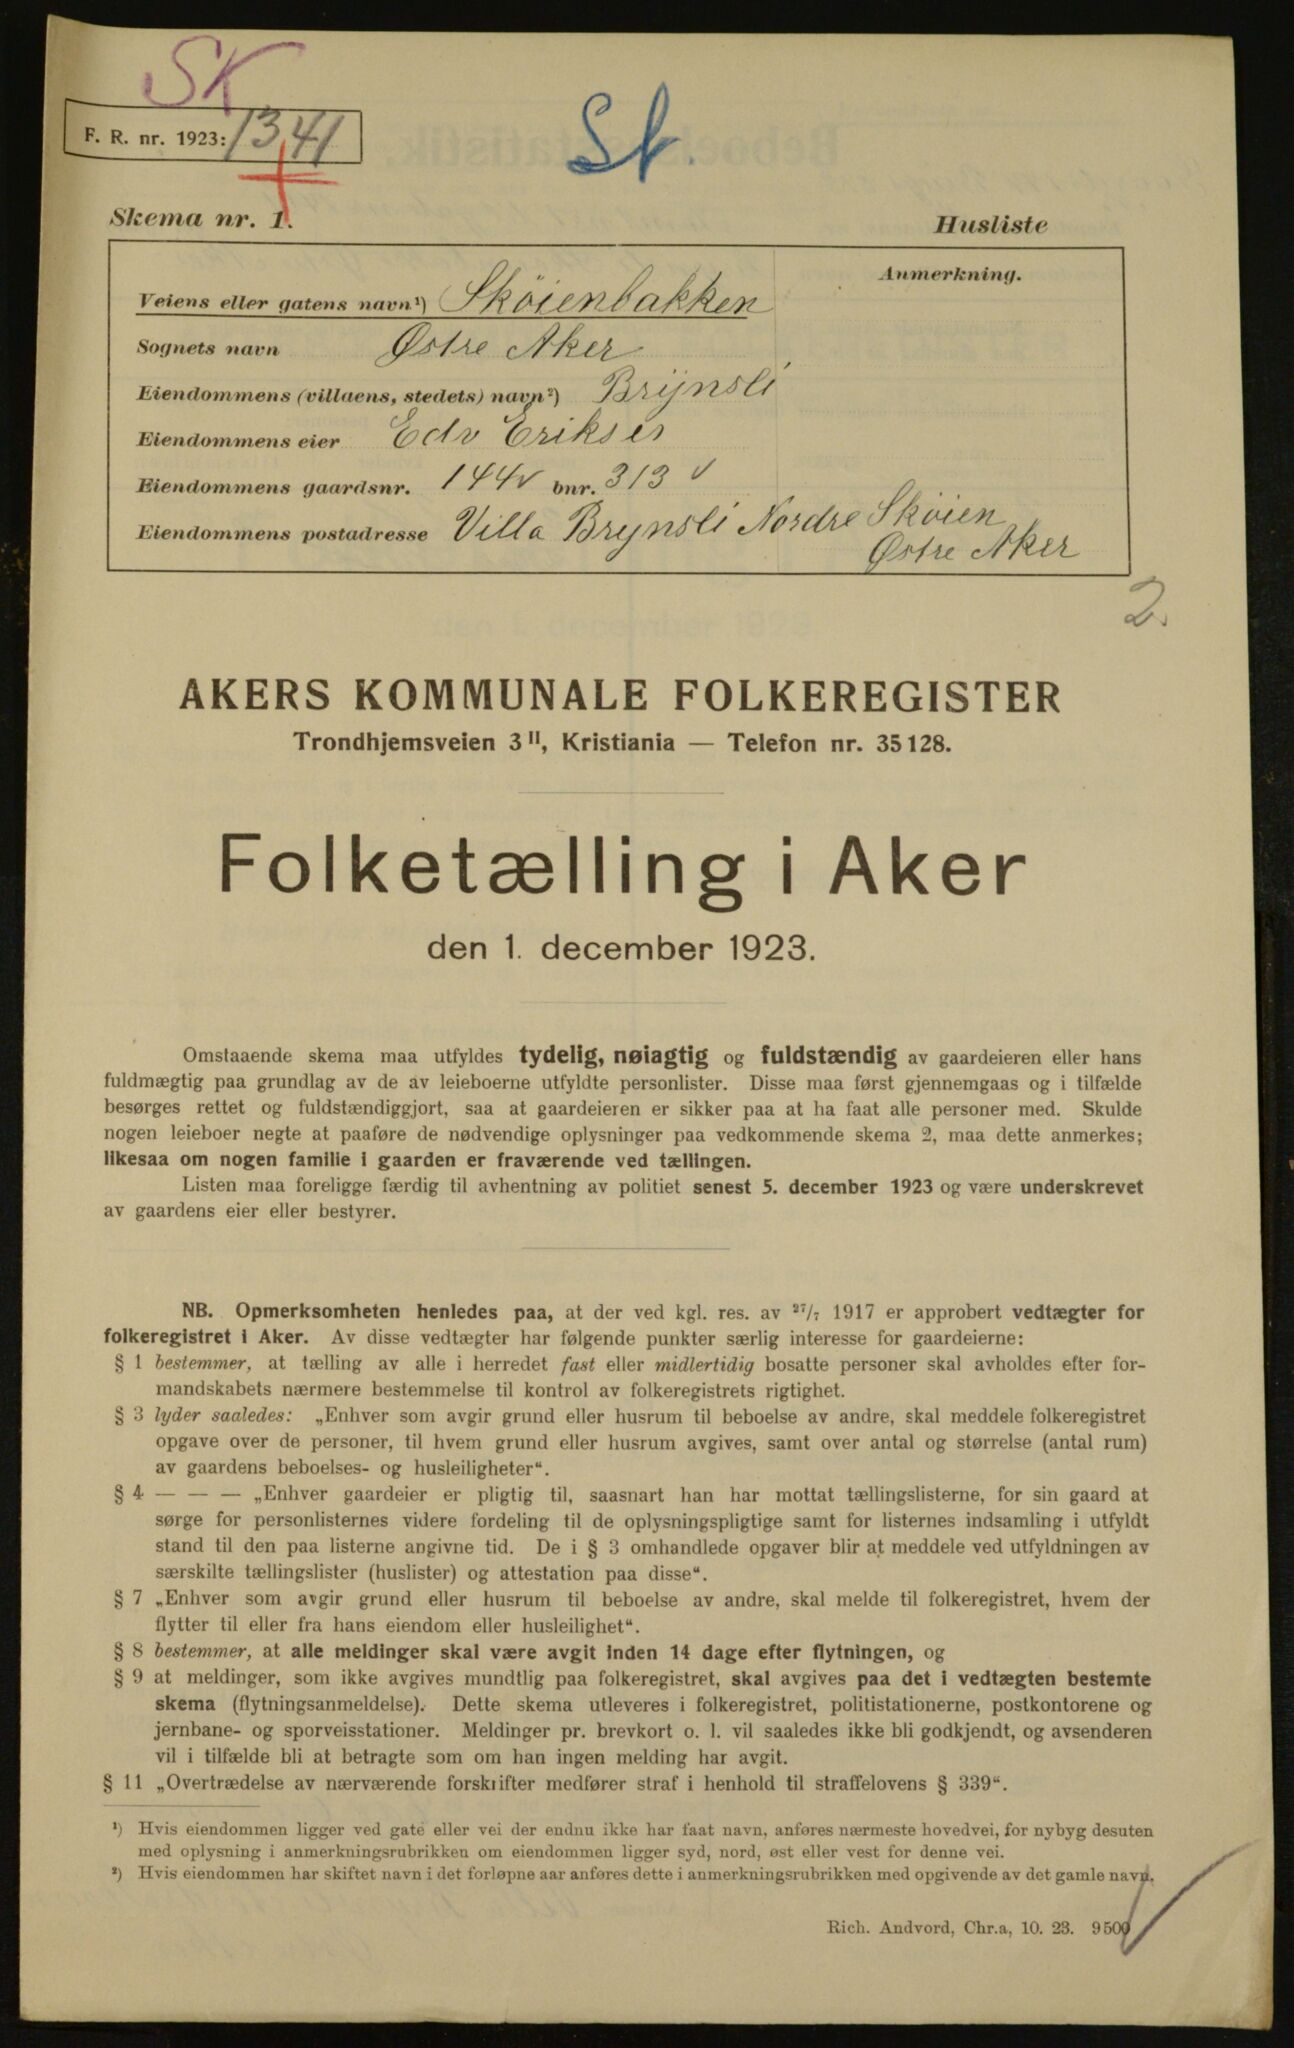 SK
F. R. nr. 1923: 1341
St.
Skema nr. 1.
Husliste
Anmerkning.
Veiens eller gatens navn¹) Sköienbakken
Sognets navn Østre Aker
Eiendommens (villaens, stedets) navn²) Brynsli
Eiendommens eier Edv Eriksen
Eiendommens gaardsnr. 144 bnr. 313
Eiendommens postadresse Villa Brynsli Nordre Skøien
Østre Aker
2.
AKERS KOMMUNALE FOLKEREGISTER
Trondhjemsveien 3 II, Kristiania — Telefon nr. 35128.
Folketælling i Aker
den 1. december 1923.
Omstaaende skema maa utfyldes tydelig, nøiagtig og fuldstændig av gaardeieren eller hans
fuldmægtig paa grundlag av de av leieboerne utfyldte personlister. Disse maa først gjennemgaas og i tilfælde
besørges rettet og fuldstændiggjort, saa at gaardeieren er sikker paa at ha faat alle personer med. Skulde
nogen leieboer negte at paaføre de nødvendige oplysninger paa vedkommende skema 2, maa dette anmerkes;
likesaa om nogen familie i gaarden er fraværende ved tællingen.
Listen maa foreligge færdig til avhentning av politiet senest 5. december 1923 og være underskrevet
av gaardens eier eller bestyrer.
NB. Opmerksomheten henledes paa, at der ved kgl. res. av 27/7 1917 er approbert vedtægter for
folkeregistret i Aker. Av disse vedtægter har følgende punkter særlig interesse for gaardeierne:
§ 1 bestemmer, at tælling av alle i herredet fast eller midlertidig bosatte personer skal avholdes efter for-
mandskabets nærmere bestemmelse til kontrol av folkeregistrets rigtighet.
§ 3 lyder saaledes: „Enhver som avgir grund eller husrum til beboelse av andre, skal meddele folkeregistret
opgave over de personer, til hvem grund eller husrum avgives, samt over antal og størrelse (antal rum)
av gaardens beboelses- og husleiligheter“.
§ 4 — — — „Enhver gaardeier er pligtig til, saasnart han har mottat tællingslisterne, for sin gaard at
sørge for personlisternes videre fordeling til de oplysningspligtige samt for listernes indsamling i utfyldt
stand til den paa listerne angivne tid. De i § 3 omhandlede opgaver blir at meddele ved utfyldningen av
særskilte tællingslister (huslister) og attestation paa disse“.
§ 7 „Enhver som avgir grund eller husrum til beboelse av andre, skal melde til folkeregistret, hvem der
flytter til eller fra hans eiendom eller husleilighet“.
§ 8 bestemmer, at alle meldinger skal være avgit inden 14 dage efter flytningen, og
§ 9 at meldinger, som ikke avgives mundtlig paa folkeregistret, skal avgives paa det i vedtægten bestemte
skema (flytningsanmeldelse). Dette skema utleveres i folkeregistret, politistationerne, postkontorene og
jernbane- og sporveisstationer. Meldinger pr. brevkort o. l. vil saaledes ikke bli godkjendt, og avsenderen
vil i tilfælde bli at betragte som om han ingen melding har avgit.
§ 11 „Overtrædelse av nærværende forskrifter medfører straf i henhold til straffelovens § 339“.
¹) Hvis eiendommen ligger ved gate eller vei der endnu ikke har faat navn, anføres nærmeste hovedvei, for nybyg desuten
med oplysning i anmerkningsrubrikken om eiendommen ligger syd, nord, øst eller vest for denne vei.
²) Hvis eiendommen har skiftet navn i det forløpne aar anføres dette i anmerkningsrubrikken med opgivende av det gamle navn.
Rich. Andvord, Chr.a, 10. 23. 9500